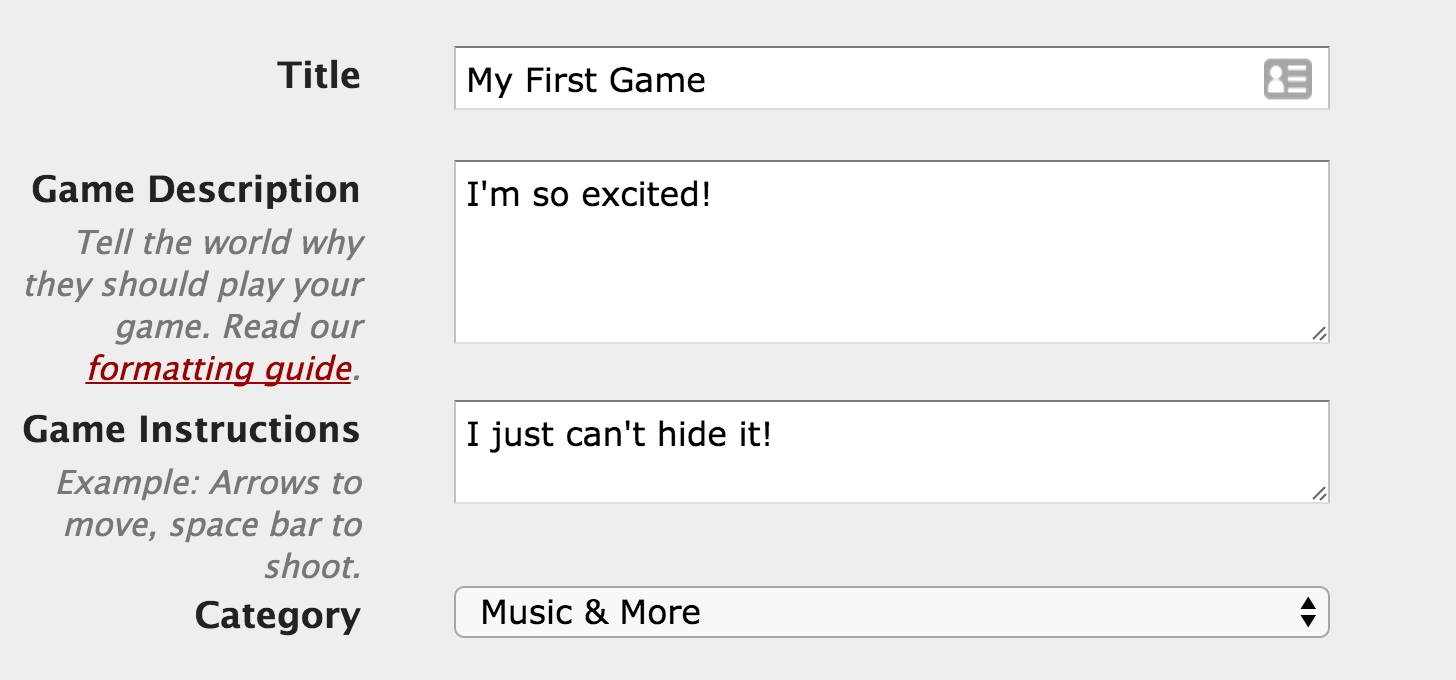 Title
My First Game
Game Description
Tell the world why
they should play your
game. Read our
formatting guide.
I'm so excited!
Game Instructions
Example: Arrows to
move, space bar to
shoot.
I just can't hide it!
Category
Music & More